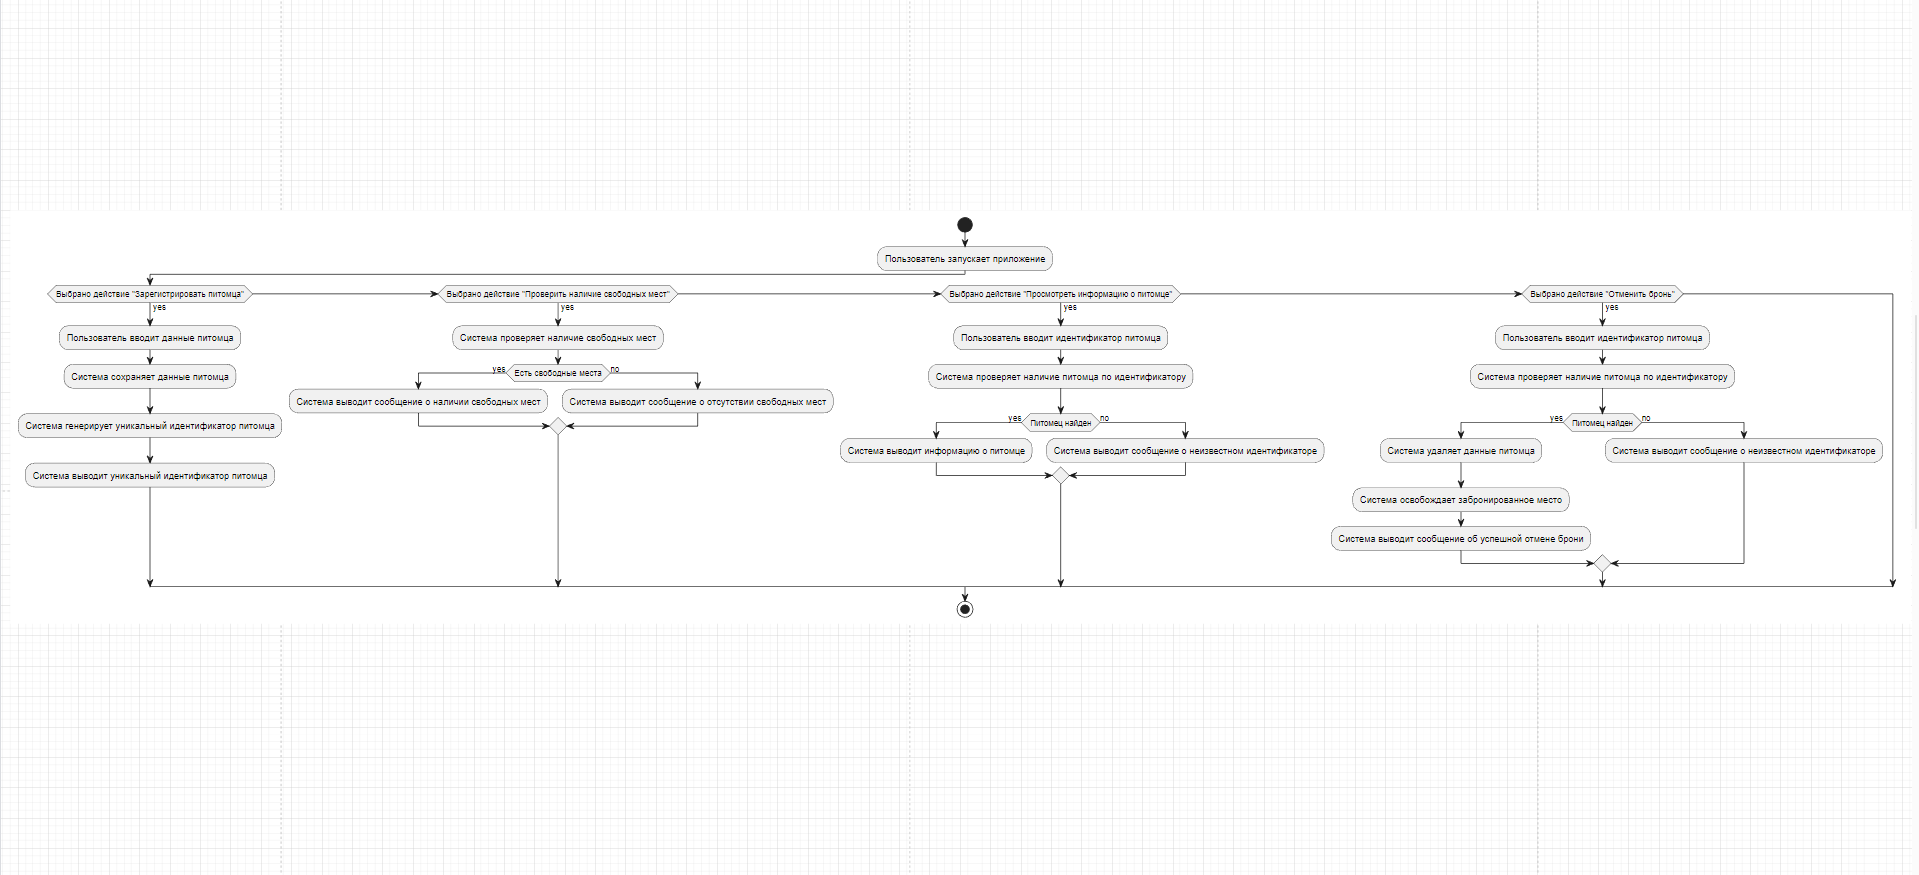 Пользователь запускает приложение
Выбрано действие "Зарегистрировать питомца"
yes
Пользователь вводит данные питомца
Система сохраняет данные питомца
Система генерирует уникальный идентификатор питомца
Система выводит уникальный идентификатор питомца
Выбрано действие "Проверить наличие свободных мест"
yes
Система проверяет наличие свободных мест
yes
Есть свободные места
no
Система выводит сообщение о наличии свободных мест
Система выводит сообщение о отсутствии свободных мест
Выбрано действие "Просмотреть информацию о питомце"
yes
Пользователь вводит идентификатор питомца
Система проверяет наличие питомца по идентификатору
yes
Питомец найден
no
Система выводит информацию о питомце
Система выводит сообщение о неизвестном идентификаторе
Выбрано действие "Отменить бронь"
yes
Пользователь вводит идентификатор питомца
Система проверяет наличие питомца по идентификатору
yes
Питомец найден
no
Система удаляет данные питомца
Система выводит сообщение о неизвестном идентификаторе
Система освобождает забронированное место
Система выводит сообщение об успешной отмене брони